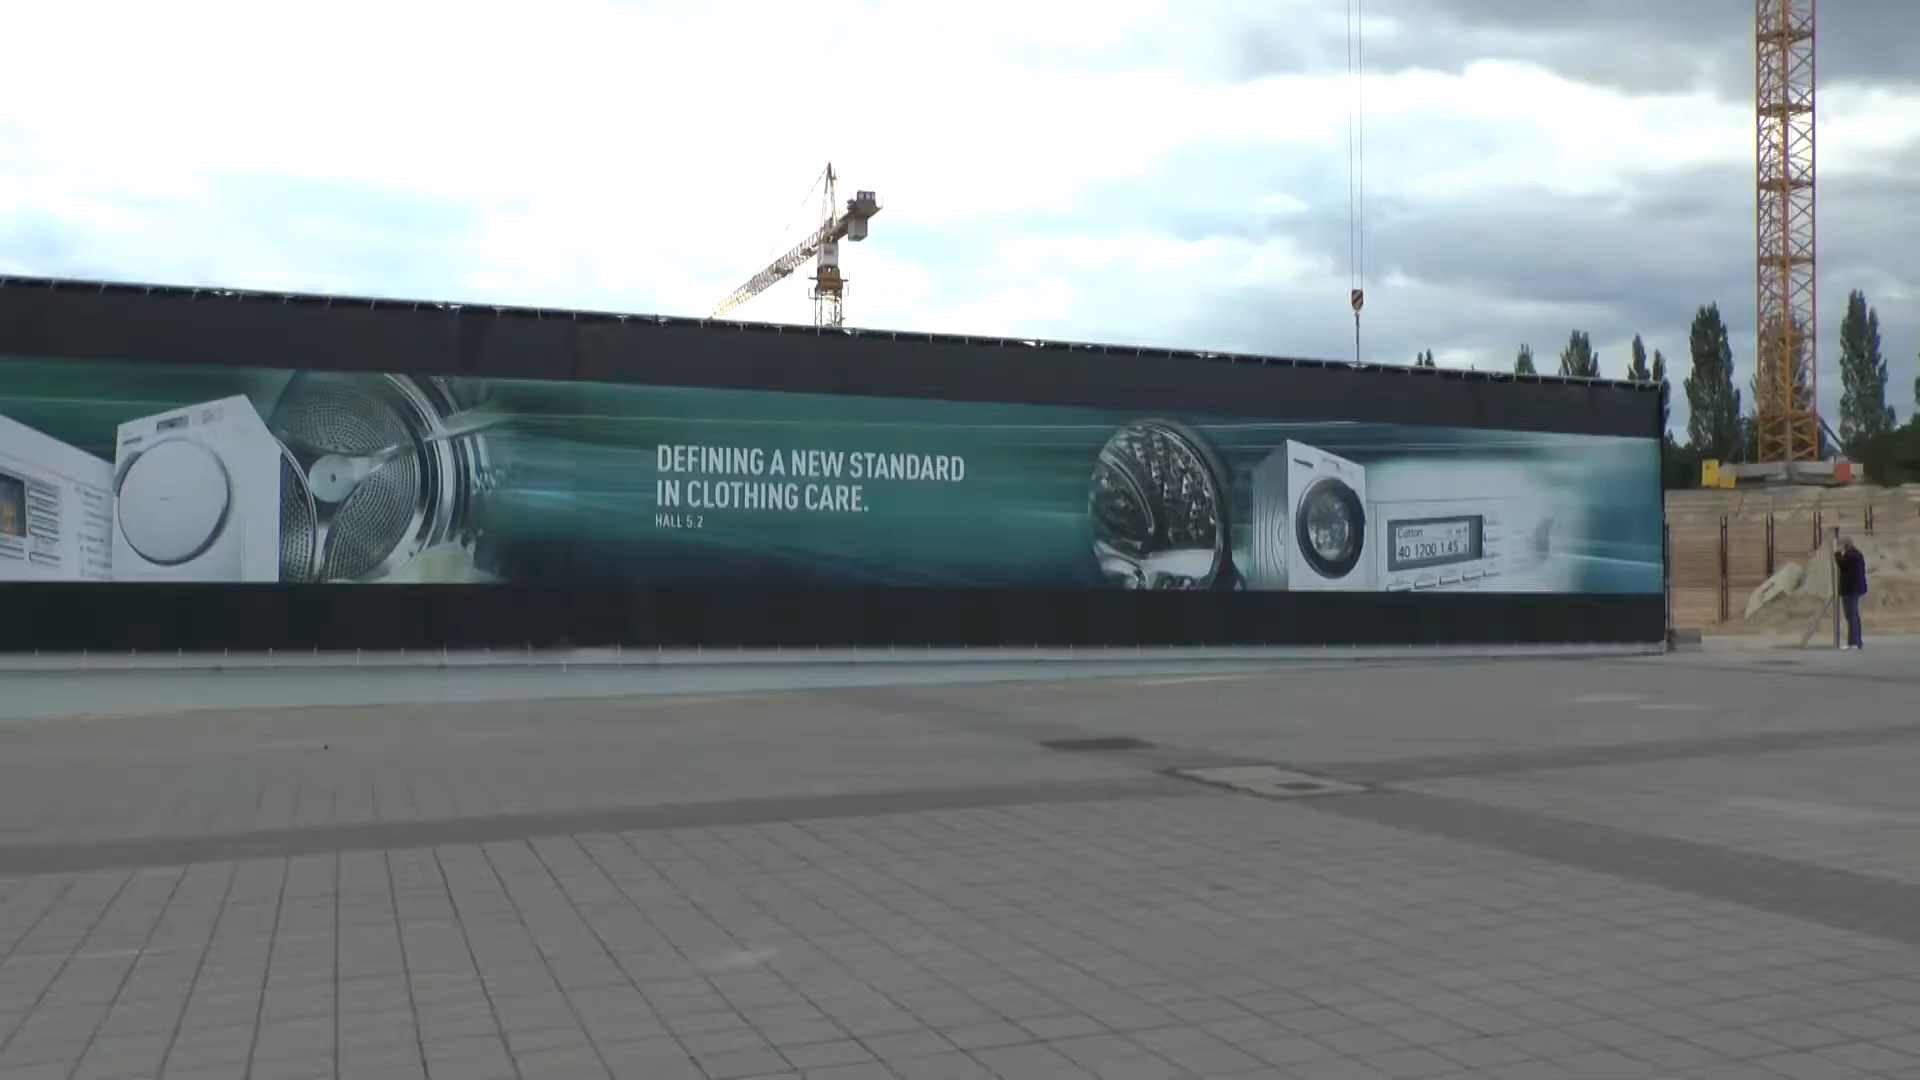 DEFINING A NEW STANDARD
IN CLOTHING CARE.
HALL 5.2
Cotton
40 1200 1:45